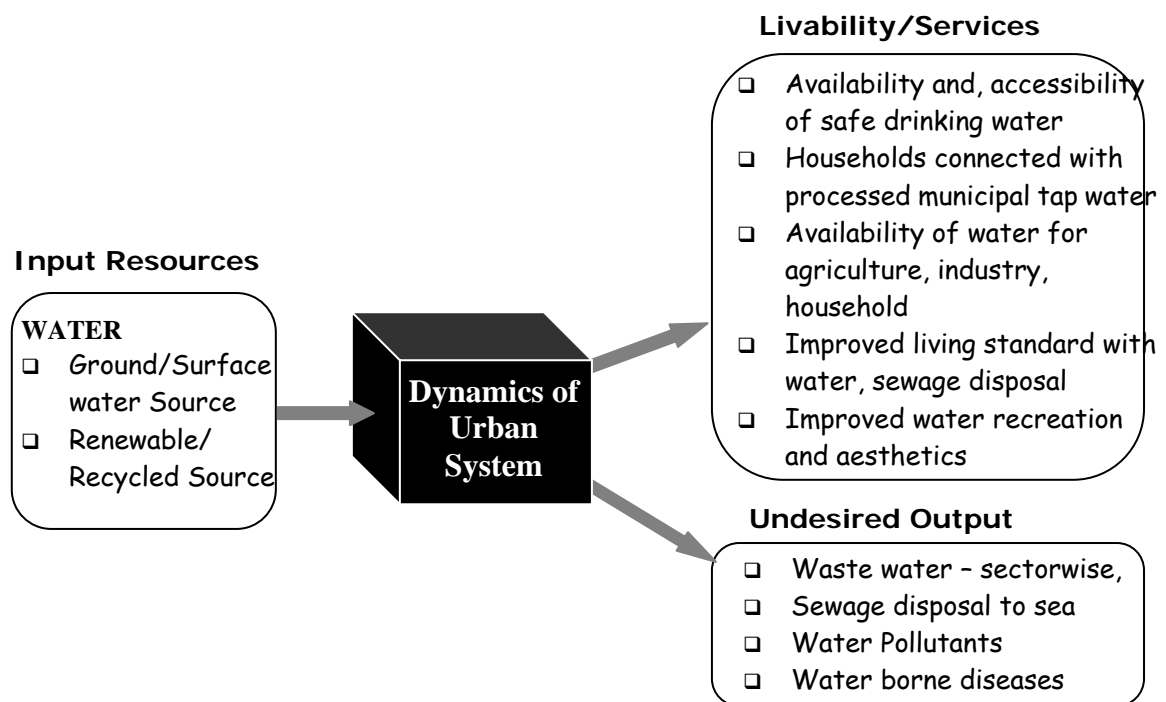 Input Resources
WATER
❑ Ground/Surface
water Source
❑ Renewable/
Recycled Source
Dynamics of
Urban
System
Livability/Services
❑ Availability and, accessibility
of safe drinking water
❑ Households connected with
processed municipal tap water
❑ Availability of water for
agriculture, industry,
household
❑ Improved living standard with
water, sewage disposal
❑ Improved water recreation
and aesthetics
Undesired Output
❑ Waste water – sectorwise,
❑ Sewage disposal to sea
❑ Water Pollutants
❑ Water borne diseases